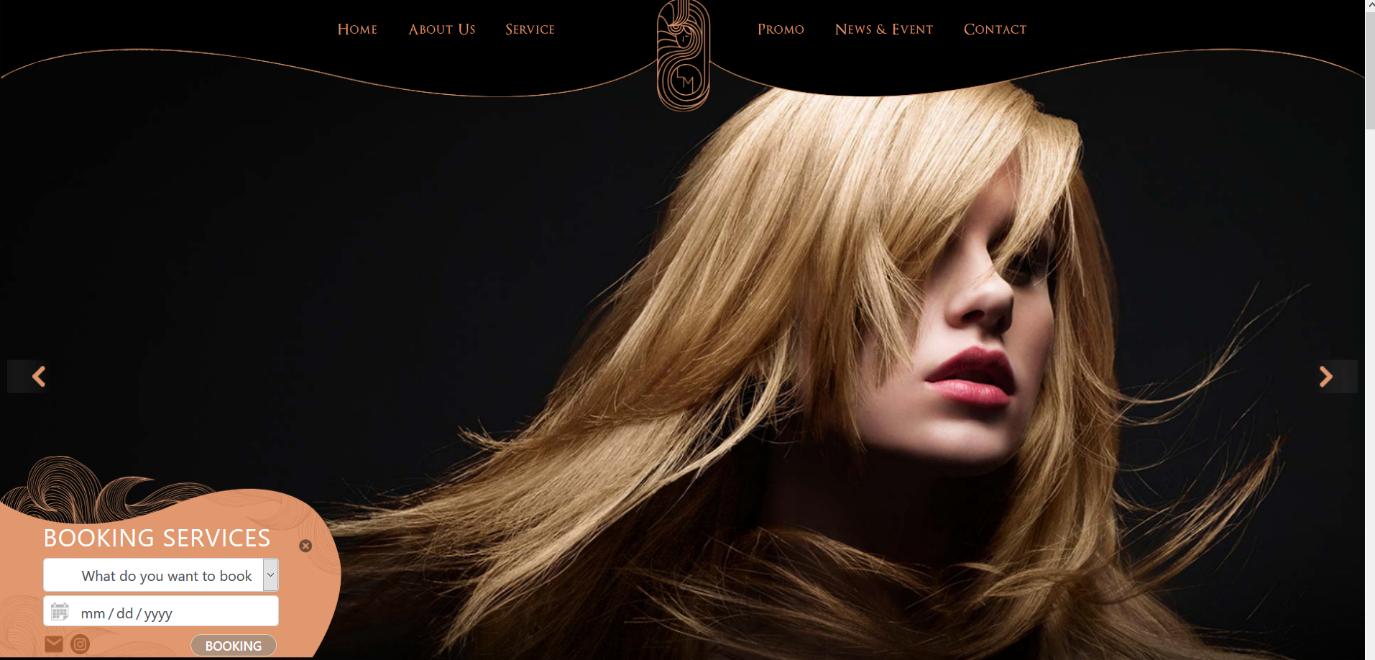 Home About Us Service Promo News & Event Contact
LM
BOOKING SERVICES
What do you want to book
mm / dd / yyyy
BOOKING